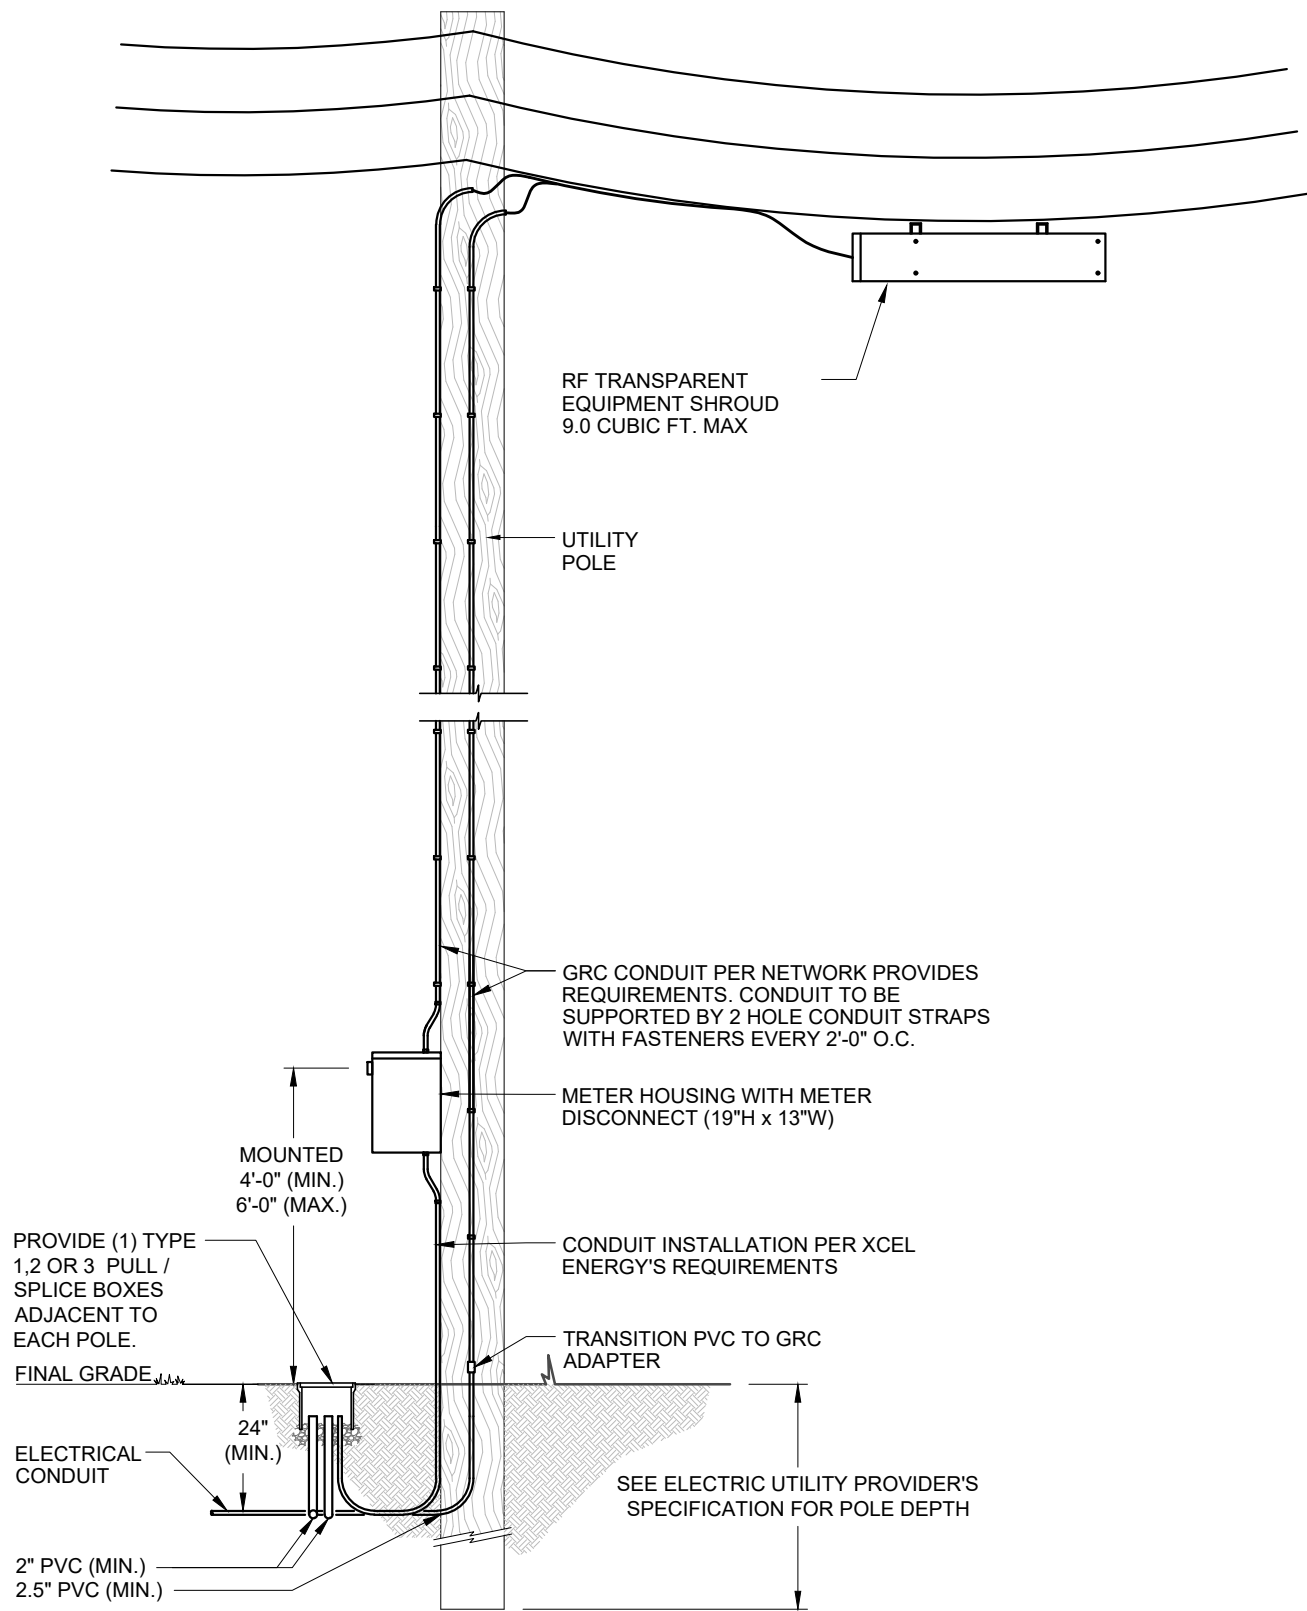 RF TRANSPARENT
EQUIPMENT SHROUD
9.0 CUBIC FT. MAX
UTILITY
POLE
GRC CONDUIT PER NETWORK PROVIDES
REQUIREMENTS. CONDUIT TO BE
SUPPORTED BY 2 HOLE CONDUIT STRAPS
WITH FASTENERS EVERY 2'-0" O.C.
METER HOUSING WITH METER
DISCONNECT (19"H x 13"W)
MOUNTED
4'-0" (MIN.)
6'-0" (MAX.)
PROVIDE (1) TYPE
1,2 OR 3 PULL /
SPLICE BOXES
ADJACENT TO
EACH POLE.
CONDUIT INSTALLATION PER XCEL
ENERGY'S REQUIREMENTS
TRANSITION PVC TO GRC
ADAPTER
FINAL GRADE
24"
(MIN.)
ELECTRICAL
CONDUIT
SEE ELECTRIC UTILITY PROVIDER'S
SPECIFICATION FOR POLE DEPTH
2" PVC (MIN.)
2.5" PVC (MIN.)